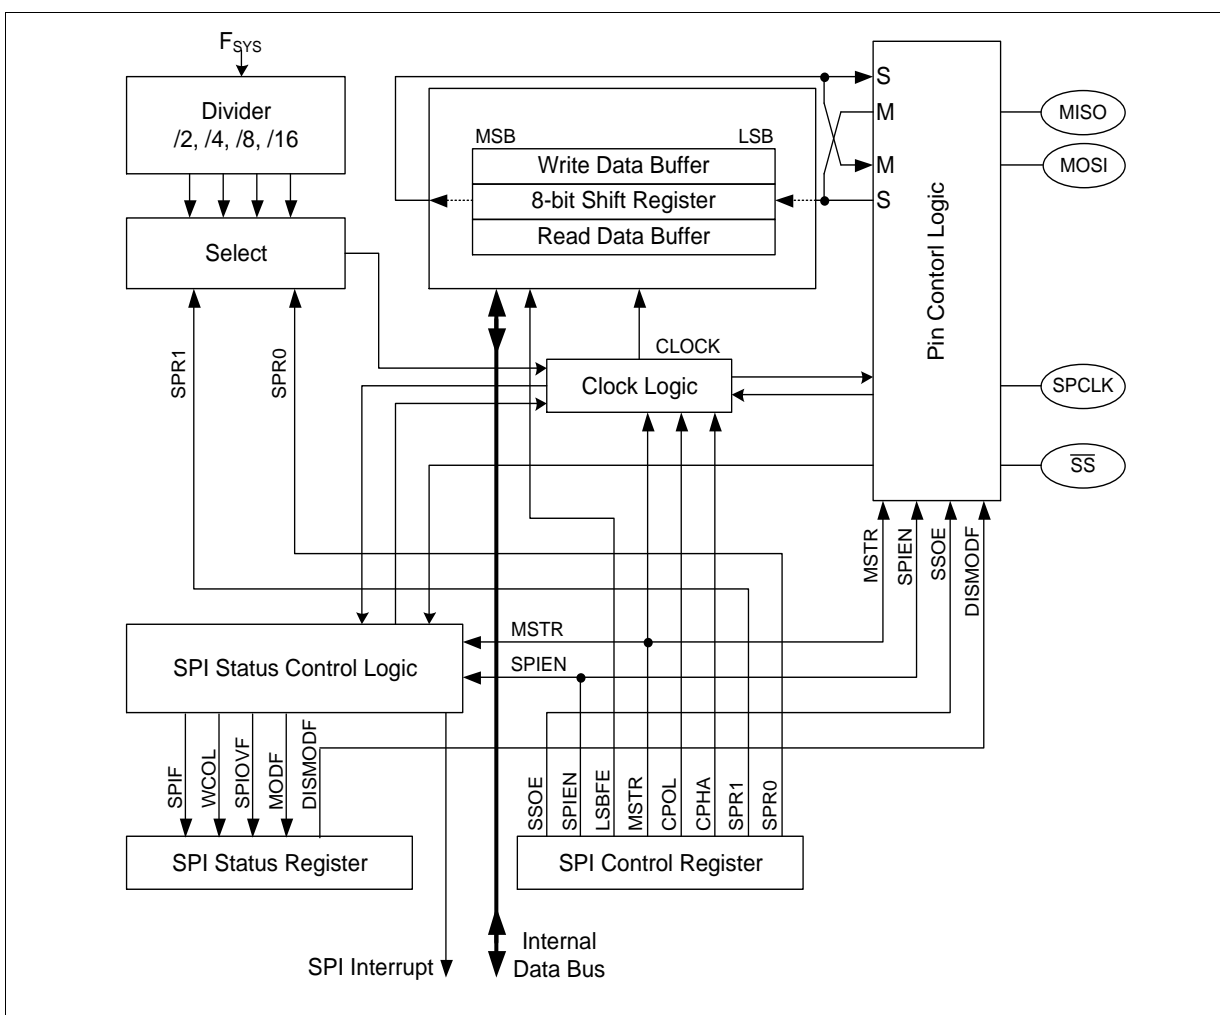 FSYS
Divider
/2, /4, /8, /16
Select
SPR1
SPR0
MSB
LSB
Write Data Buffer
8-bit Shift Register
Read Data Buffer
CLOCK
Clock Logic
S
M
M
S
Pin Contorl Logic
MISO
MOSI
SPCLK
SS
MSTR
SPIEN
SSOE
DISMODF
MSTR
SPIEN
SPI Status Control Logic
SPIF
WCOL
SPIOVF
MODF
DISMODF
SPI Status Register
SSOE
SPIEN
LSBFE
MSTR
CPOL
CPHA
SPR1
SPR0
SPI Control Register
SPI Interrupt
Internal
Data Bus